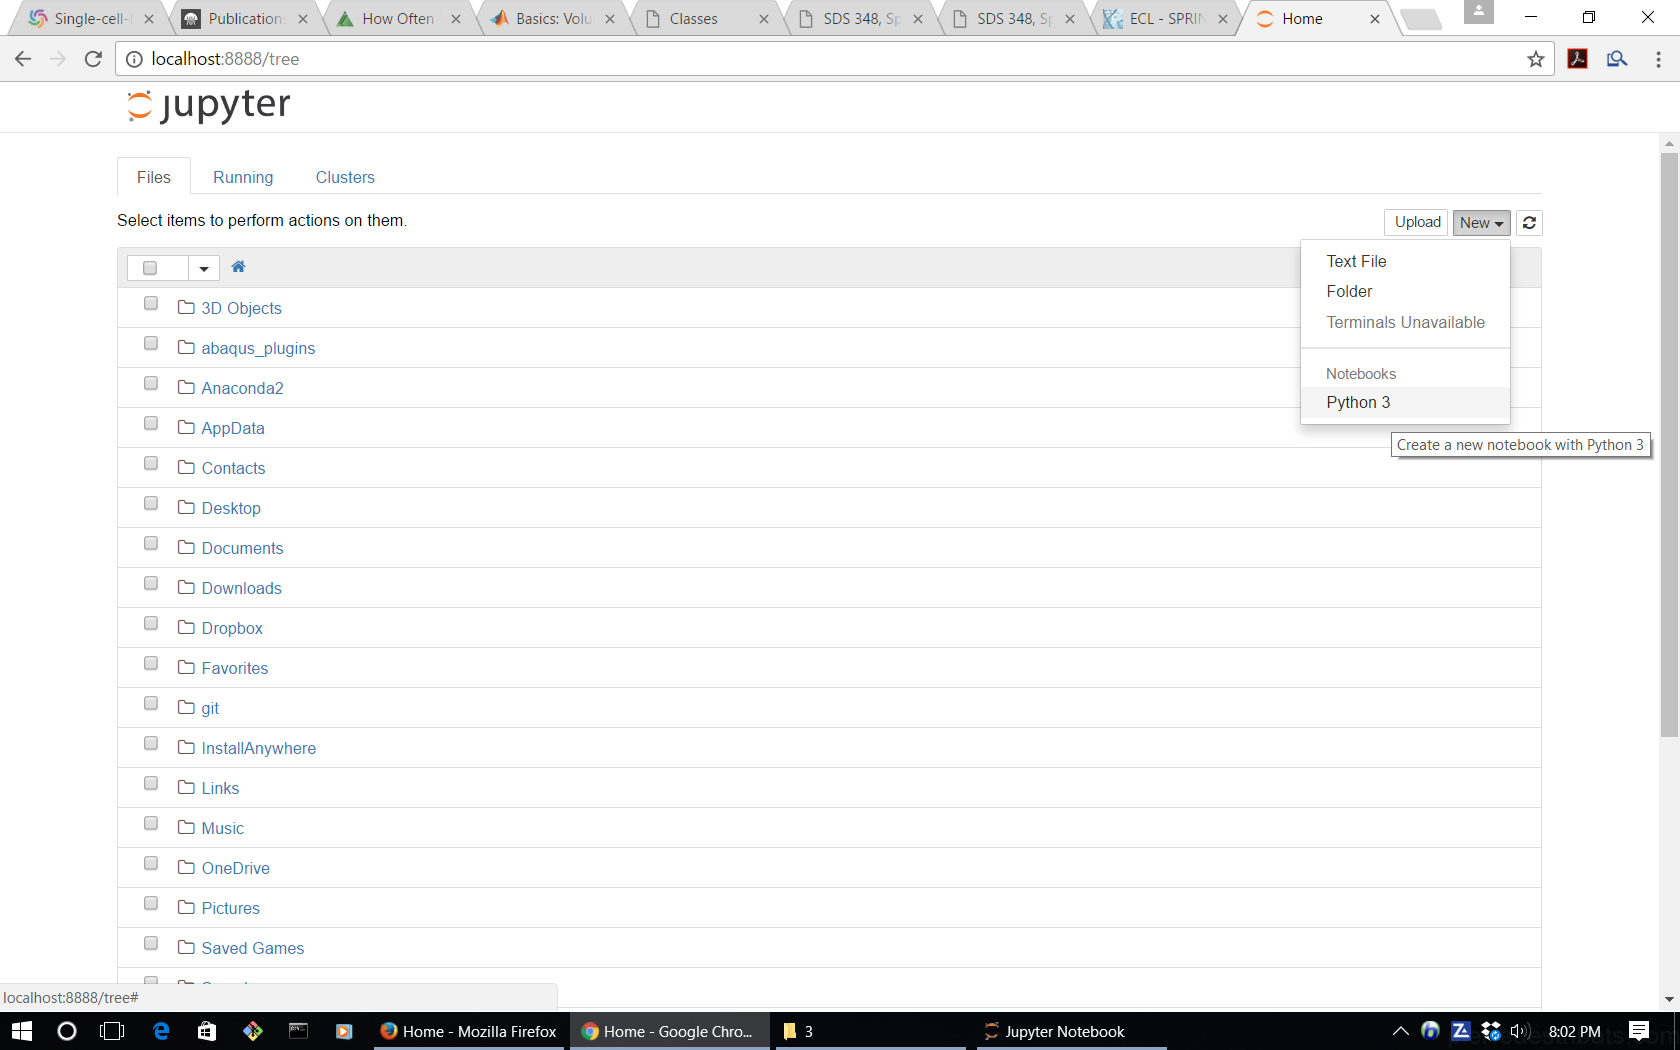 Single-cell-
Publications
How Often
Basics: Volu
Classes
SDS 348, Sp
SDS 348, Sp
ECL - SPRIN
Home
localhost:8888/tree
jupyter
Files
Running
Clusters
Select items to perform actions on them.
Upload
New
Text File
Folder
Terminals Unavailable
Notebooks
Python 3
Create a new notebook with Python 3
3D Objects
abaqus_plugins
Anaconda2
AppData
Contacts
Desktop
Documents
Downloads
Dropbox
Favorites
git
InstallAnywhere
Links
Music
OneDrive
Pictures
Saved Games
localhost:8888/tree#
Home - Mozilla Firefox
Home - Google Chro...
3
Jupyter Notebook
8:02 PM